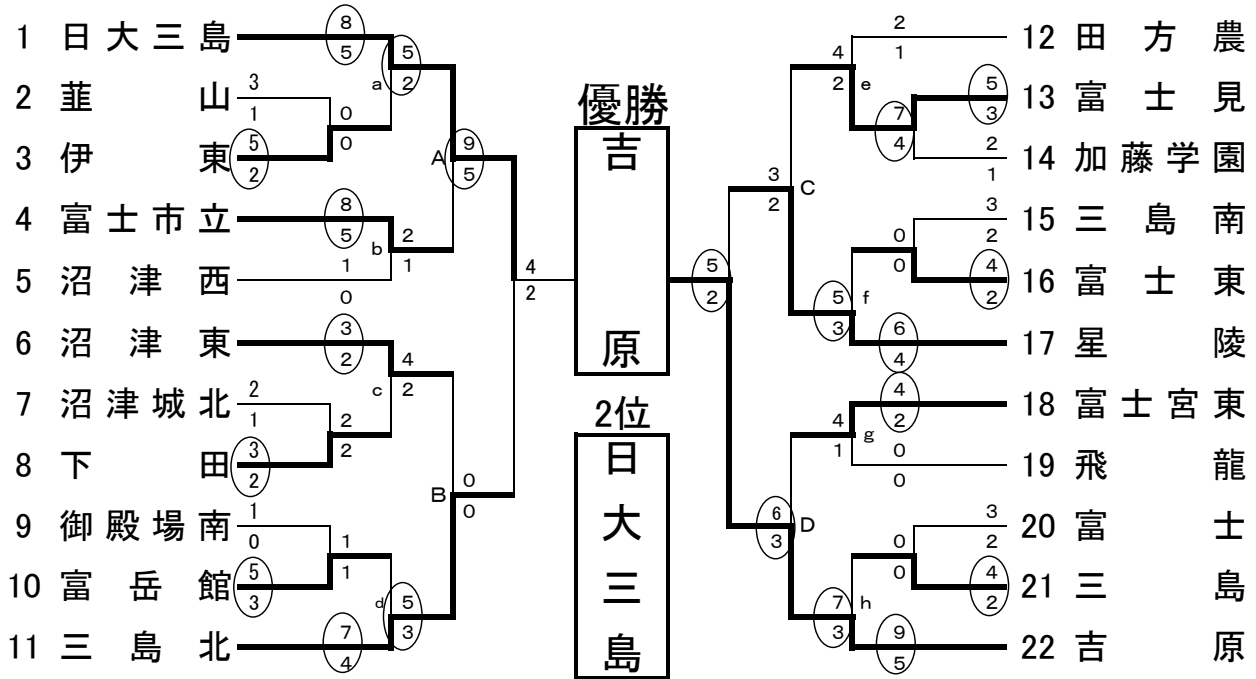 1 日大三島
8
5
5
2
a
2 韮山
3
1
0
0
3 伊東
5
2
A
9
5
4 富士市立
8
5
b
2
1
5 沼津西
1
0
4
2
6 沼津東
3
2
4
2
c
7 沼津城北
2
1
2
2
8 下田
3
2
B
0
0
9 御殿場南
1
0
1
1
10 富岳館
5
3
d
5
3
11 三島北
7
4
優勝
吉原
2位
日大三島
2
1
12 田方農
4
2
e
5
3
13 富士見
7
4
2
1
14 加藤学園
3
2
C
3
2
15 三島南
0
0
4
2
16 富士東
5
2
5
3
f
6
4
17 星陵
4
2
18 富士宮東
4
1
g
0
0
19 飛龍
6
3
D
3
2
20 富士
0
0
4
2
21 三島
7
3
h
9
5
22 吉原